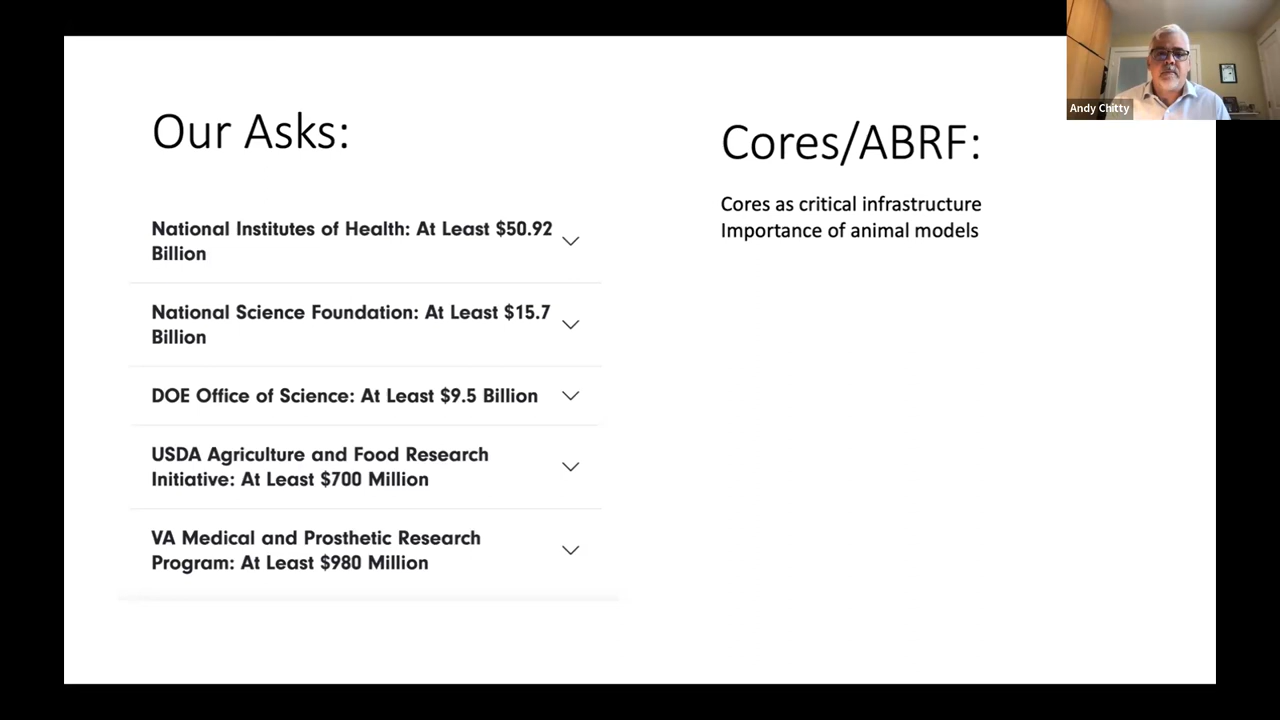 Our Asks:
National Institutes of Health: At Least $50.92
Billion
National Science Foundation: At Least $15.7
Billion
DOE Office of Science: At Least $9.5 Billion
USDA Agriculture and Food Research
Initiative: At Least $700 Million
VA Medical and Prosthetic Research
Program: At Least $980 Million
Cores/ABRF:
Cores as critical infrastructure
Importance of animal models
Andy Chitty